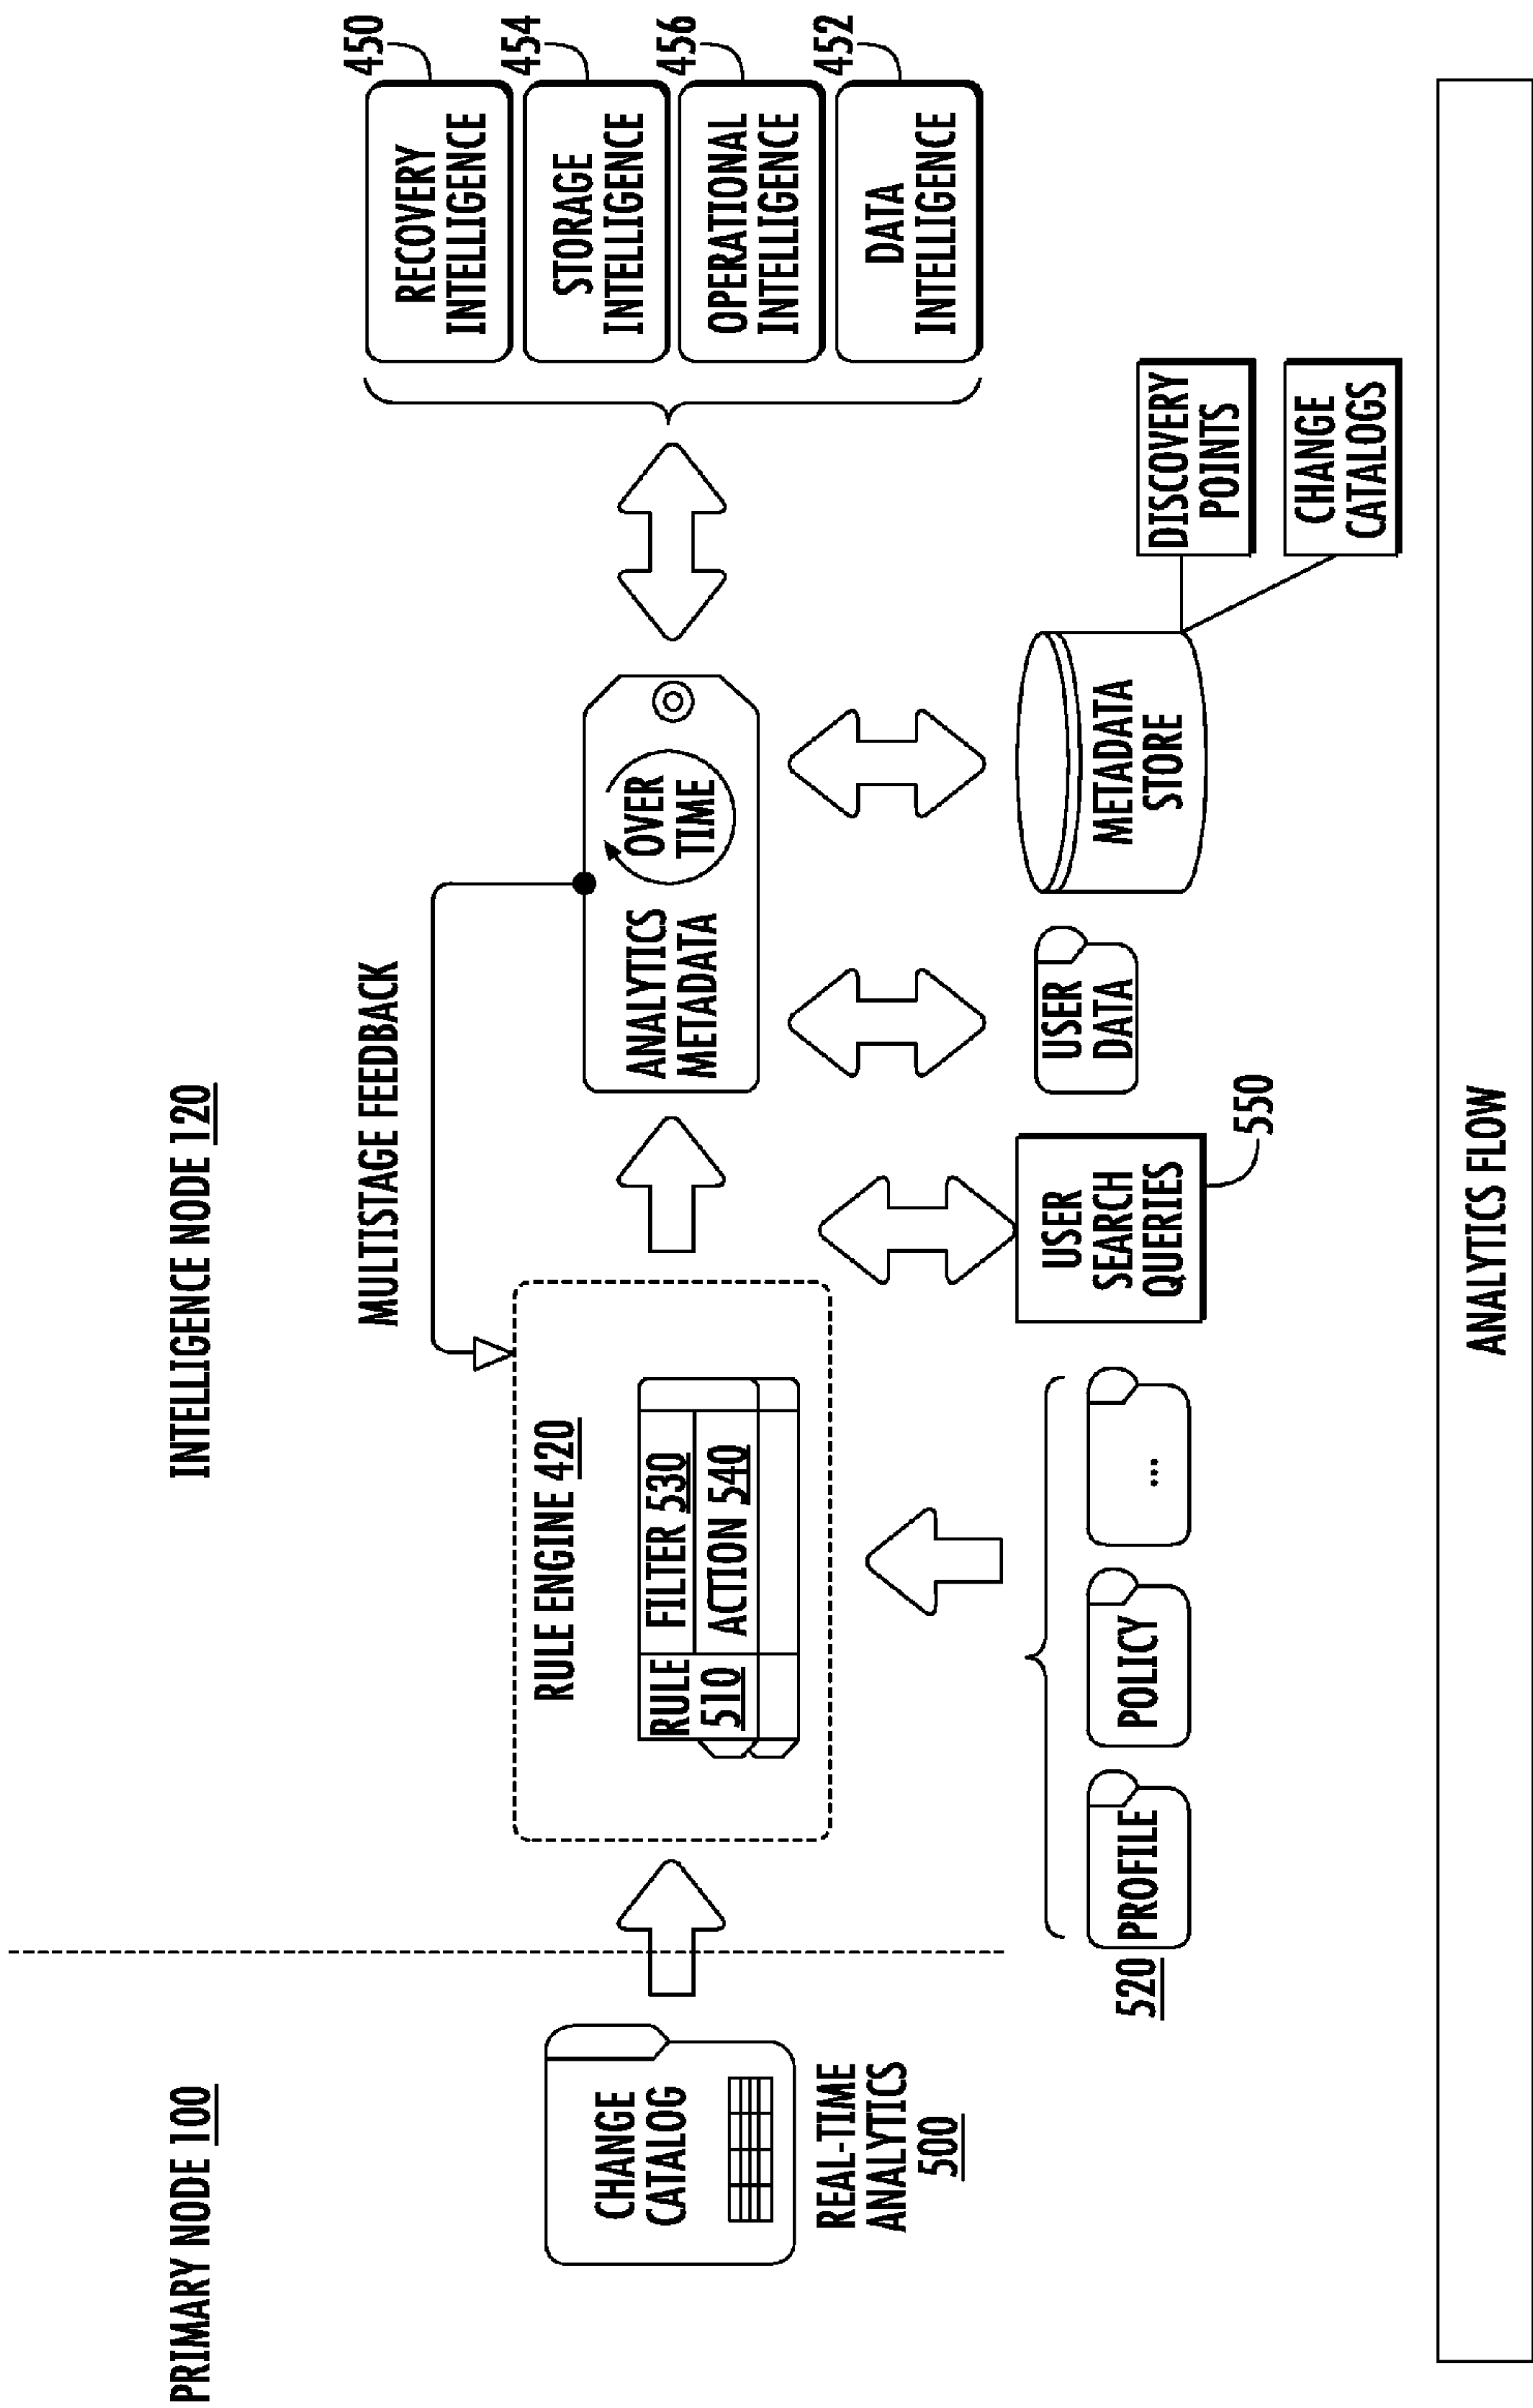 PRIMARY NODE 100
INTELLIGENCE NODE 120
CHANGE
CATALOG
REAL-TIME
ANALYTICS
500
MULTISTAGE FEEDBACK
RULE ENGINE 420
RULE
510
FILTER 530
ACTION 540
520
PROFILE
POLICY
...
ANALYTICS
METADATA
OVER
TIME
USER
SEARCH
QUERIES
550
USER
DATA
METADATA
STORE
DISCOVERY
POINTS
CHANGE
CATALOGS
RECOVERY
INTELLIGENCE
450
STORAGE
INTELLIGENCE
454
OPERATIONAL
INTELLIGENCE
456
DATA
INTELLIGENCE
452
ANALYTICS FLOW